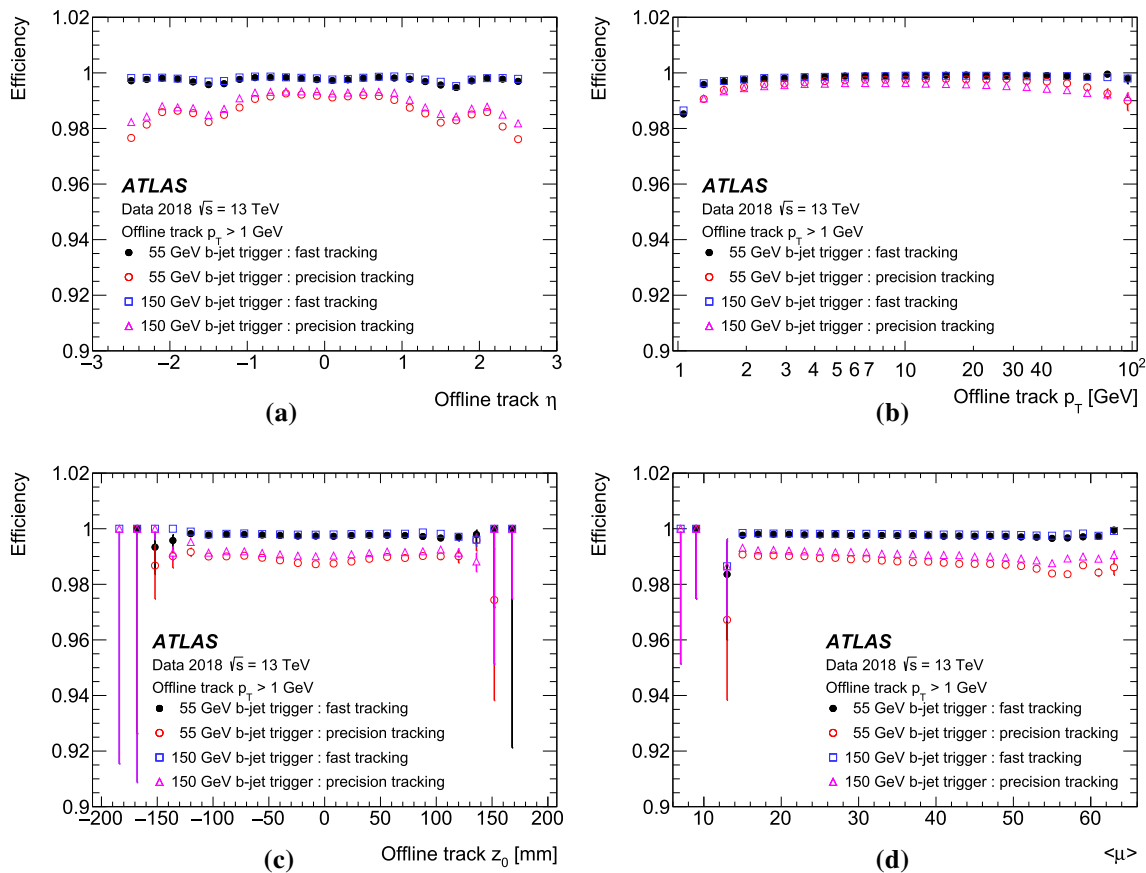 Efficiency
1.02
1
0.98
0.96
0.94
0.92
0.9
ATLAS
Data 2018 √s = 13 TeV
Offline track p_T > 1 GeV
55 GeV b-jet trigger : fast tracking
55 GeV b-jet trigger : precision tracking
150 GeV b-jet trigger : fast tracking
150 GeV b-jet trigger : precision tracking
−3 −2 −1 0 1 2 3
Offline track η
(a)
Efficiency
1.02
1
0.98
0.96
0.94
0.92
0.9
ATLAS
Data 2018 √s = 13 TeV
Offline track p_T > 1 GeV
55 GeV b-jet trigger : fast tracking
55 GeV b-jet trigger : precision tracking
150 GeV b-jet trigger : fast tracking
150 GeV b-jet trigger : precision tracking
1 2 3 4 5 6 7 10 20 30 40 10²
Offline track p_T [GeV]
(b)
Efficiency
1.02
1
0.98
0.96
0.94
0.92
0.9
ATLAS
Data 2018 √s = 13 TeV
Offline track p_T > 1 GeV
55 GeV b-jet trigger : fast tracking
55 GeV b-jet trigger : precision tracking
150 GeV b-jet trigger : fast tracking
150 GeV b-jet trigger : precision tracking
−200 −150 −100 −50 0 50 100 150 200
Offline track z_0 [mm]
(c)
Efficiency
1.02
1
0.98
0.96
0.94
0.92
0.9
ATLAS
Data 2018 √s = 13 TeV
Offline track p_T > 1 GeV
55 GeV b-jet trigger : fast tracking
55 GeV b-jet trigger : precision tracking
150 GeV b-jet trigger : fast tracking
150 GeV b-jet trigger : precision tracking
10 20 30 40 50 60
<μ>
(d)